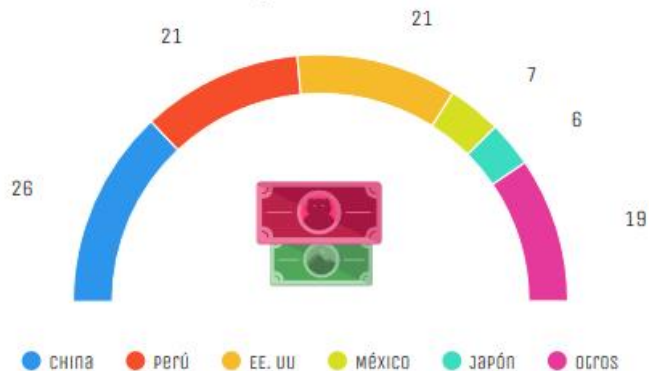 21
21
7
6
26
19
China
Perú
EE. UU
México
Japón
Otros